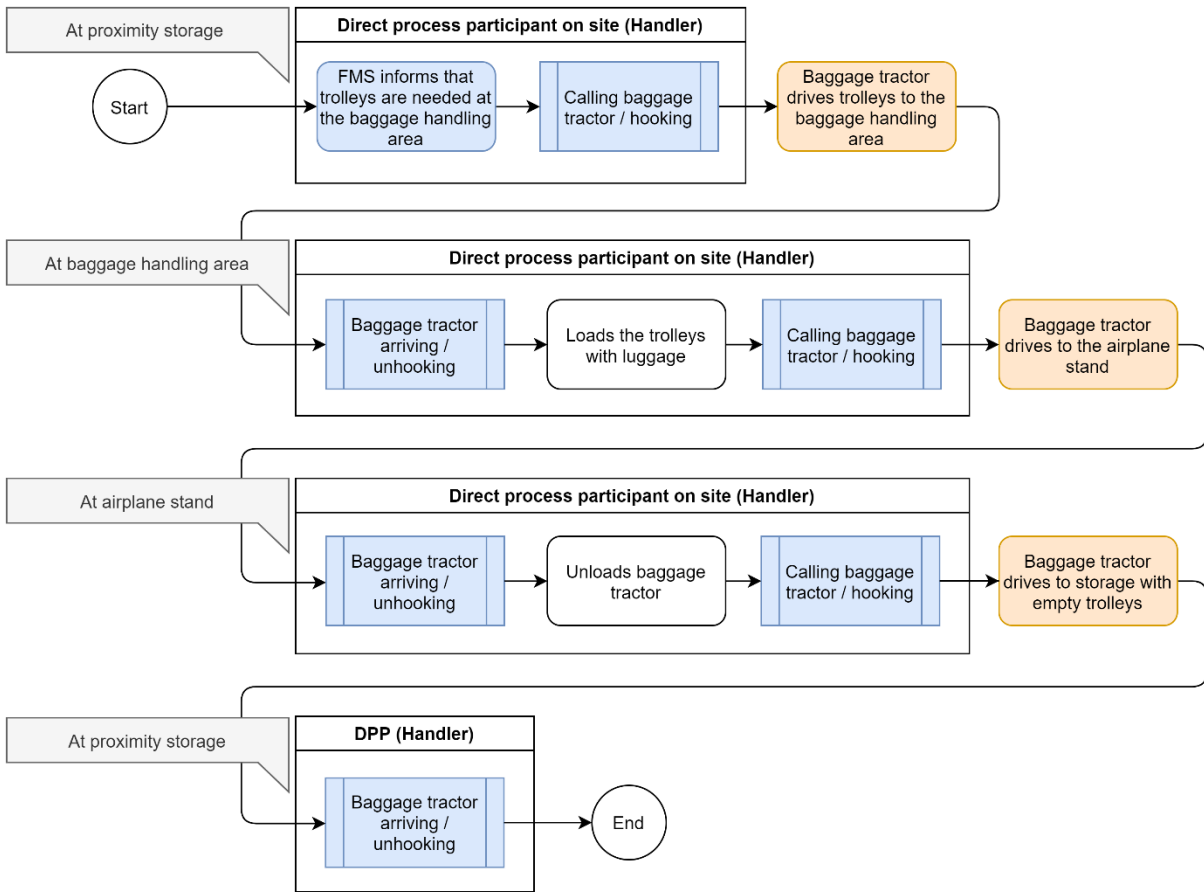 At proximity storage
Direct process participant on site (Handler)
Start
FMS informs that
trolleys are needed at
the baggage handling
area
Calling baggage
tractor / hooking
Baggage tractor
drives trolleys to the
baggage handling
area
At baggage handling area
Direct process participant on site (Handler)
Baggage tractor
arriving /
unhooking
Loads the trolleys
with luggage
Calling baggage
tractor / hooking
Baggage tractor
drives to the airplane
stand
At airplane stand
Direct process participant on site (Handler)
Baggage tractor
arriving /
unhooking
Unloads baggage
tractor
Calling baggage
tractor / hooking
Baggage tractor
drives to storage with
empty trolleys
At proximity storage
DPP (Handler)
Baggage tractor
arriving /
unhooking
End